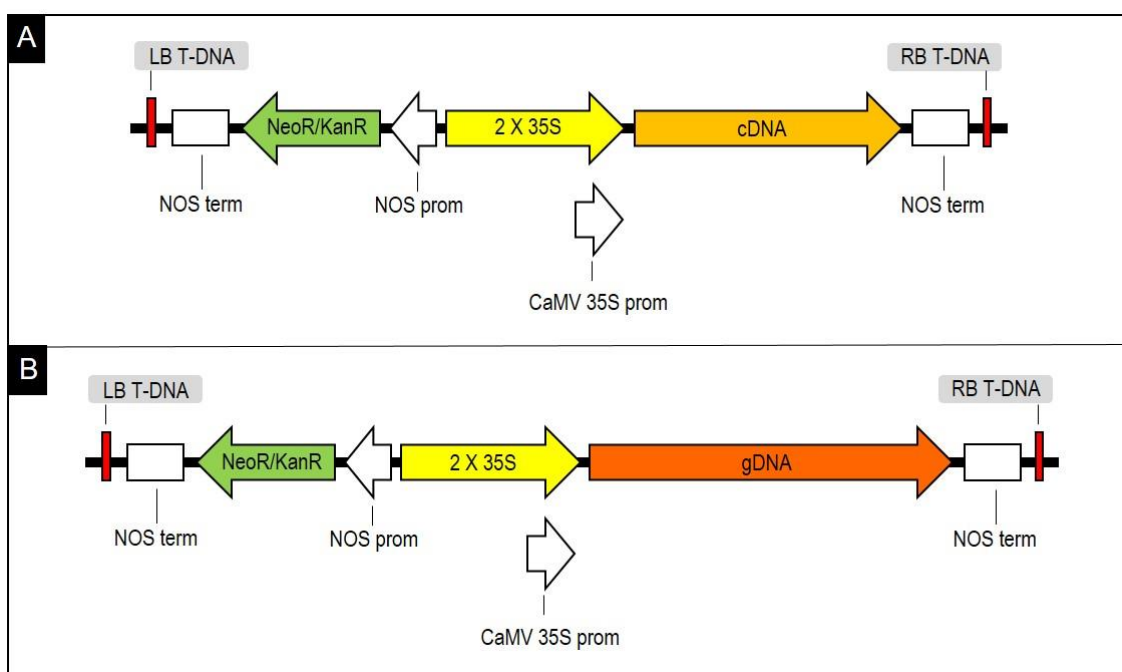 A
LB T-DNA
RB T-DNA
NeoR/KanR
2 X 35S
cDNA
NOS term
NOS prom
NOS term
CaMV 35S prom
B
LB T-DNA
RB T-DNA
NeoR/KanR
2 X 35S
gDNA
NOS term
NOS prom
NOS term
CaMV 35S prom